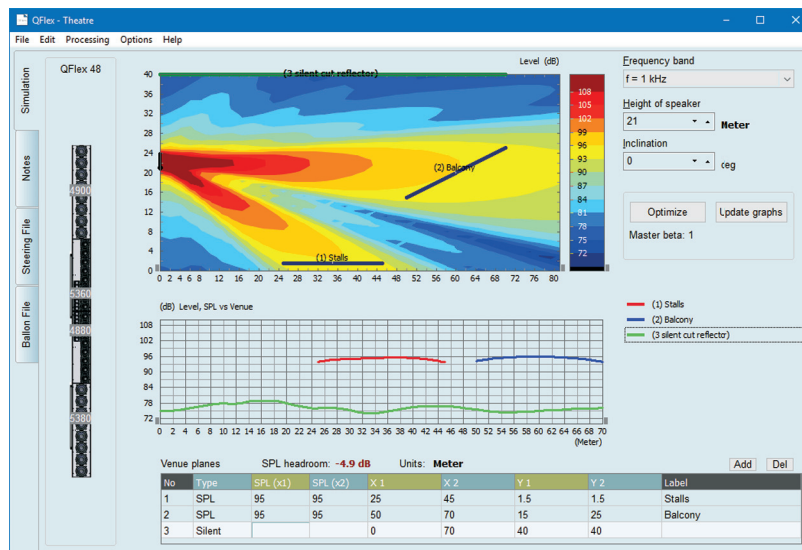 QFlex - Theatre
File Edit Processing Options Help
Simulation
Notes
Steering File
Ballon File
QFlex 48
4900
5360
4880
5380
Level (dB)
(3 silent cut reflector)
(2) Balcony
(1) Stalls
40
36
32
28
24
20
16
12
8
4
0
0 2 4 6 8 12 16 20 24 28 32 36 40 44 48 52 56 60 64 68 72 76 80
108
105
102
99
96
93
90
87
84
81
78
75
72
Frequency band
f = 1 kHz
Height of speaker
21 Meter
Inclination
0 ceg
Optimize Update graphs
Master beta: 1
(dB) Level, SPL vs Venue
108
102
96
90
84
78
72
0 2 4 6 8 10 12 14 16 18 20 22 24 26 28 30 32 34 36 38 40 42 44 46 48 50 52 54 56 58 60 62 64 66 68 70
(Meter)
(1) Stalls
(2) Balcony
(3 silent cut reflector)
Venue planes SPL headroom: -4.9 dB Units: Meter Add Del
No Type SPL (x1) SPL (x2) X 1 X 2 Y 1 Y 2 Label
1 SPL 95 95 25 45 1.5 1.5 Stalls
2 SPL 95 95 50 70 15 25 Balcony
3 Silent 0 70 40 40